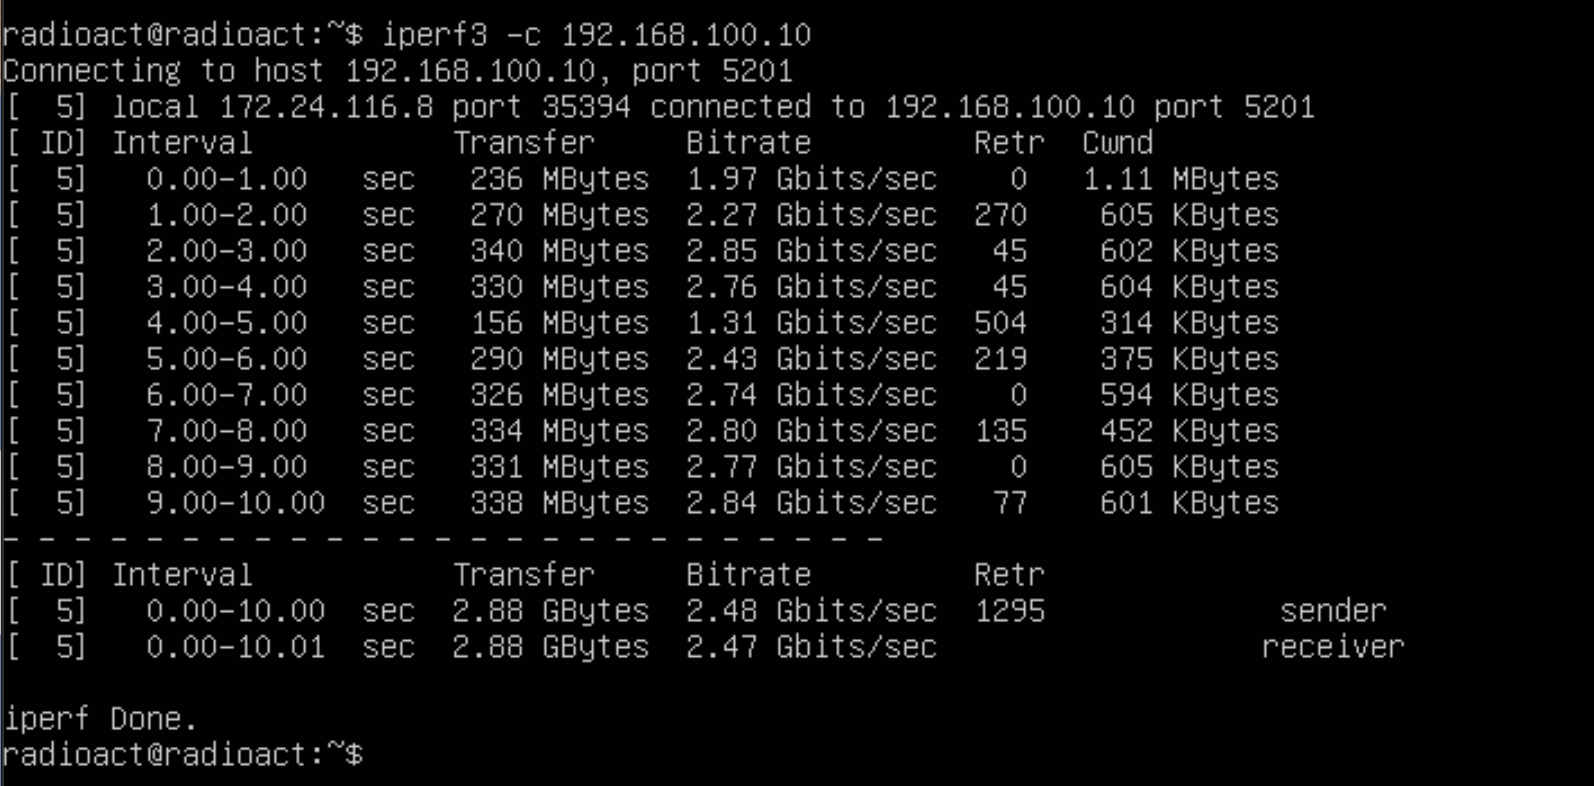 radioact@radioact:~$ iperf3 -c 192.168.100.10
Connecting to host 192.168.100.10, port 5201
[  5] local 172.24.116.8 port 35394 connected to 192.168.100.10 port 5201
[ ID] Interval           Transfer     Bitrate         Retr  Cwnd
[  5]   0.00-1.00   sec   236 MBytes  1.97 Gbits/sec    0   1.11 MBytes
[  5]   1.00-2.00   sec   270 MBytes  2.27 Gbits/sec  270    605 KBytes
[  5]   2.00-3.00   sec   340 MBytes  2.85 Gbits/sec   45    602 KBytes
[  5]   3.00-4.00   sec   330 MBytes  2.76 Gbits/sec   45    604 KBytes
[  5]   4.00-5.00   sec   156 MBytes  1.31 Gbits/sec  504    314 KBytes
[  5]   5.00-6.00   sec   290 MBytes  2.43 Gbits/sec  219    375 KBytes
[  5]   6.00-7.00   sec   326 MBytes  2.74 Gbits/sec    0    594 KBytes
[  5]   7.00-8.00   sec   334 MBytes  2.80 Gbits/sec  135    452 KBytes
[  5]   8.00-9.00   sec   331 MBytes  2.77 Gbits/sec    0    605 KBytes
[  5]   9.00-10.00  sec   338 MBytes  2.84 Gbits/sec   77    601 KBytes
- - - - - - - - - - - - - - - - - - - - - - - - -
[ ID] Interval           Transfer     Bitrate         Retr
[  5]   0.00-10.00  sec  2.88 GBytes  2.48 Gbits/sec  1295             sender
[  5]   0.00-10.01  sec  2.88 GBytes  2.47 Gbits/sec                  receiver
iperf Done.
radioact@radioact:~$